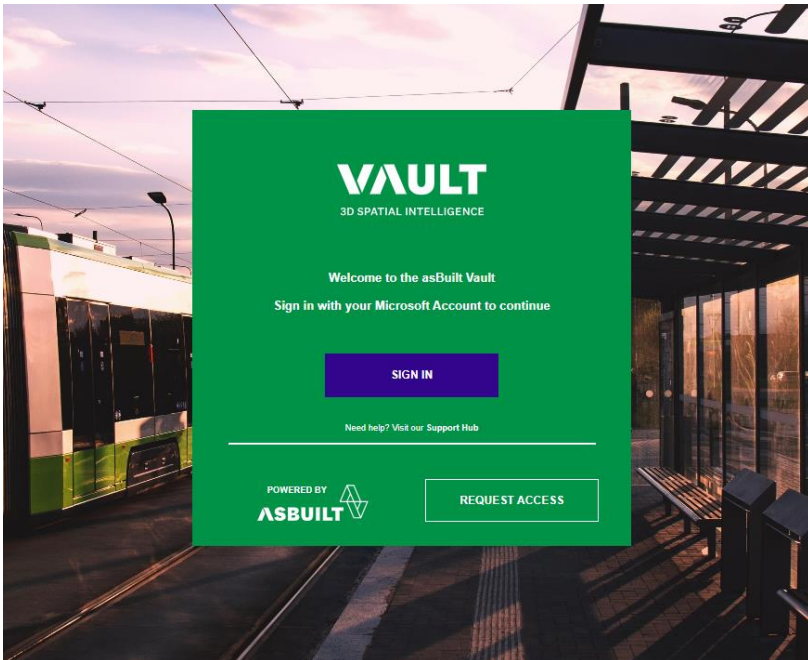 VAULT
3D SPATIAL INTELLIGENCE
Welcome to the asBuilt Vault
Sign in with your Microsoft Account to continue
SIGN IN
Need help? Visit our Support Hub
POWERED BY
ASBUILT
REQUEST ACCESS